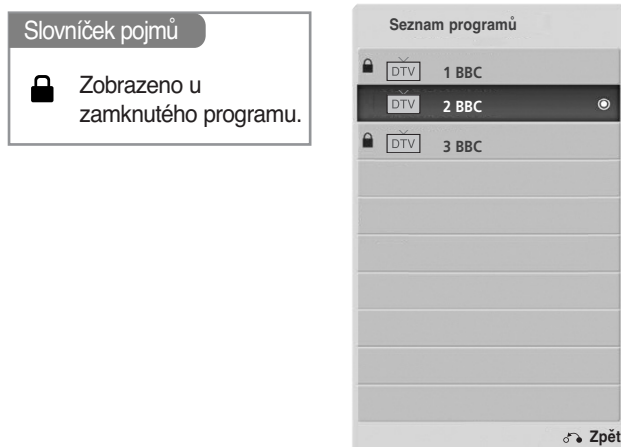 Slovníček pojmů
Zobrazeno u
zamknutého programu.
Seznam programů
DTV 1 BBC
DTV 2 BBC
DTV 3 BBC
Zpět